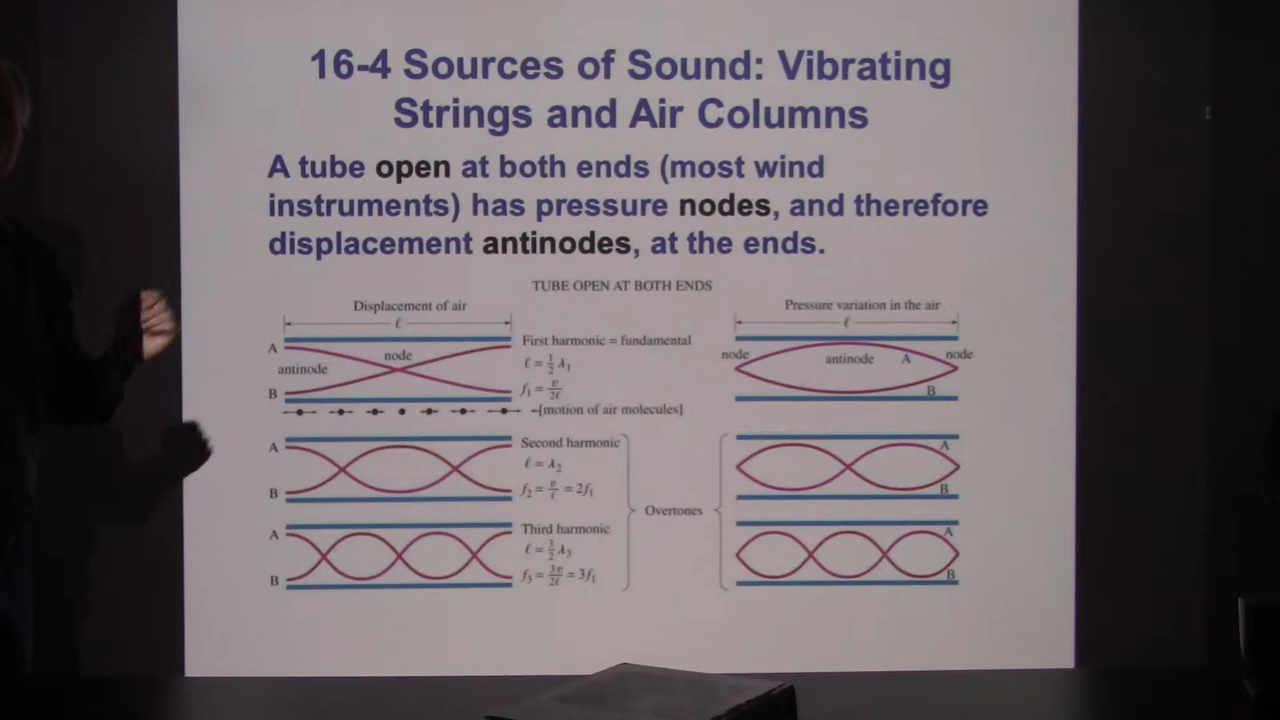 16-4 Sources of Sound: Vibrating
Strings and Air Columns
A tube open at both ends (most wind
instruments) has pressure nodes, and therefore
displacement antinodes, at the ends.
TUBE OPEN AT BOTH ENDS
Displacement of air
ℓ
A
node
antinode
B
First harmonic = fundamental
ℓ = 1/2 λ₁
f₁ = v/2ℓ
[motion of air molecules]
Pressure variation in the air
ℓ
node
antinode
A
node
B
A
B
Second harmonic
ℓ = λ₂
f₂ = v/ℓ = 2f₁
A
B
Overtones
A
B
Third harmonic
ℓ = 3/2 λ₃
f₃ = 3v/2ℓ = 3f₁
A
B